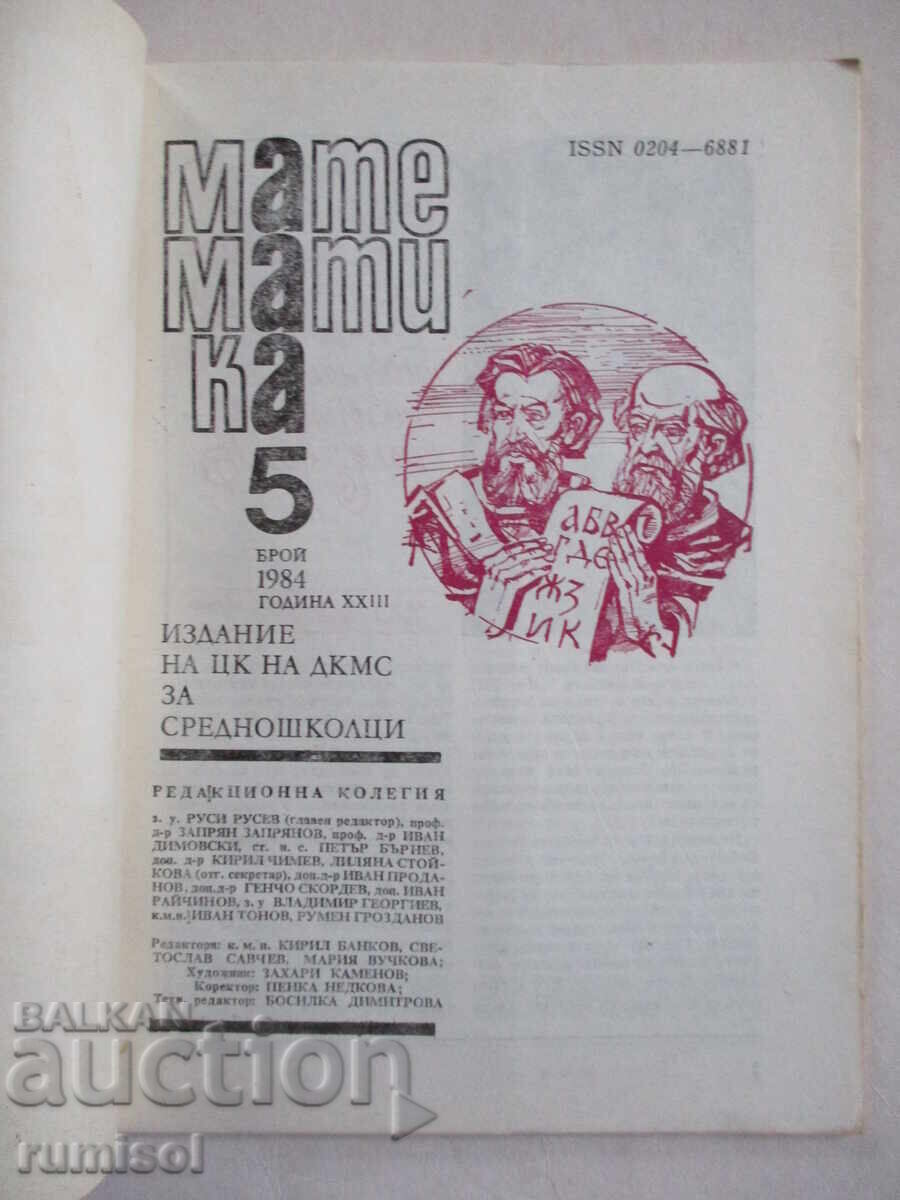 ISSN 0204—6881
мате
мати
ка
5
БРОЙ
1984
ГОДИНА XXIII
ИЗДАНИЕ
НА ЦК НА ДКМС
ЗА
СРЕДНОШКОЛЦИ
АБВ
ГДЕ
ЖЗ
ИК
РЕДАКЦИОННА КОЛЕГИЯ
з. у. РУСИ РУСЕВ (главен редактор), проф.
д-р ЗАПРЯН ЗАПРЯНОВ, проф. д-р ИВАН
ДИМОВСКИ, ст. н. с. ПЕТЪР БЪРНЕВ,
доц. д-р КИРИЛ ЧИМЕВ, ЛИЛЯНА СТОЙ-
КОВА (отг. секретар), доц.д-р ИВАН ПРОДА-
НОВ, доц.д-р ГЕНЧО СКОРДЕВ, доц. ИВАН
РАЙЧИНОВ, з. у ВЛАДИМИР ГЕОРГИЕВ,
к.м.н. ИВАН ТОНОВ, РУМЕН ГРОЗДАНОВ
Редактори: к. м. н. КИРИЛ БАНКОВ, СВЕ-
ТОСЛАВ САВЧЕВ, МАРИЯ ВУЧКОВА;
Художник: ЗАХАРИ КАМЕНОВ;
Коректор: ПЕНКА НЕДКОВА;
Техн. редактор: БОСИЛКА ДИМИТРОВА
BALKAN
auction
rumisol